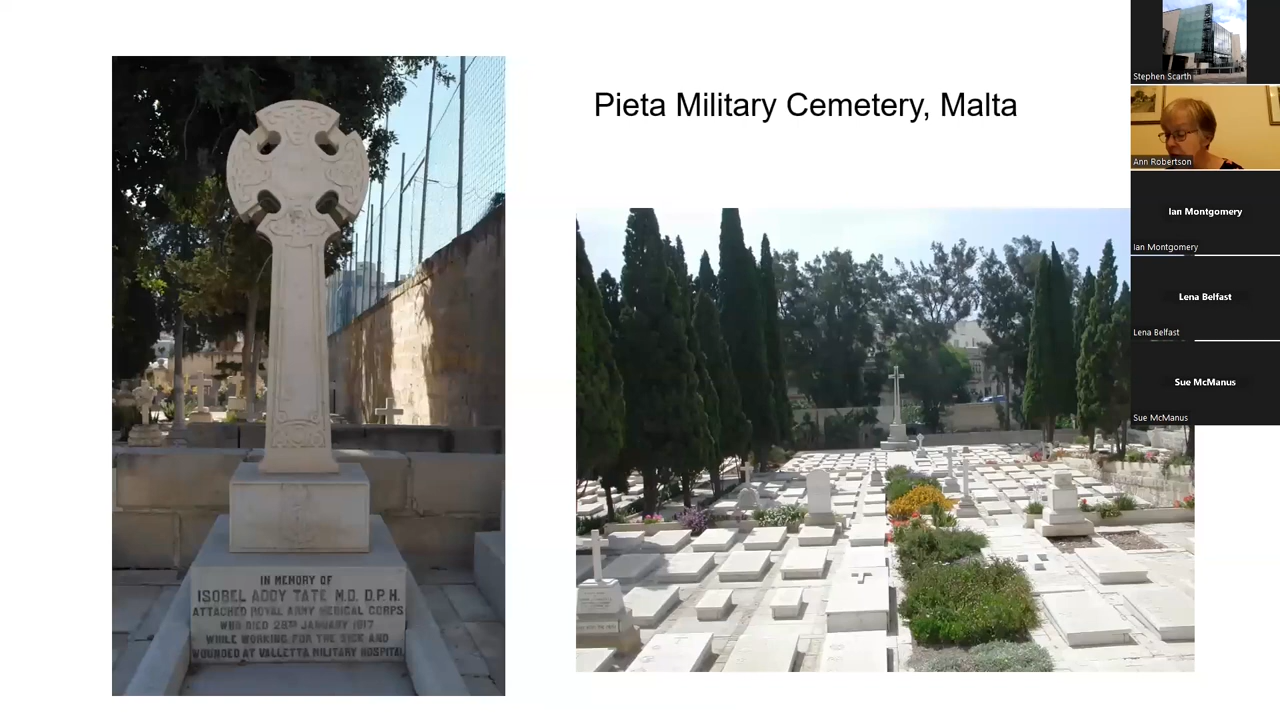 Pieta Military Cemetery, Malta
IN MEMORY OF
ISOBEL ADDY TATE M.D. D.P.H.
ATTACHED ROYAL ARMY MEDICAL CORPS
WHO DIED 28TH JANUARY 1917
WHILE WORKING FOR THE SICK AND
WOUNDED AT VALLETTA MILITARY HOSPITAL
Stephen Scarth
Ann Robertson
Ian Montgomery
Ian Montgomery
Lena Belfast
Lena Belfast
Sue McManus
Sue McManus